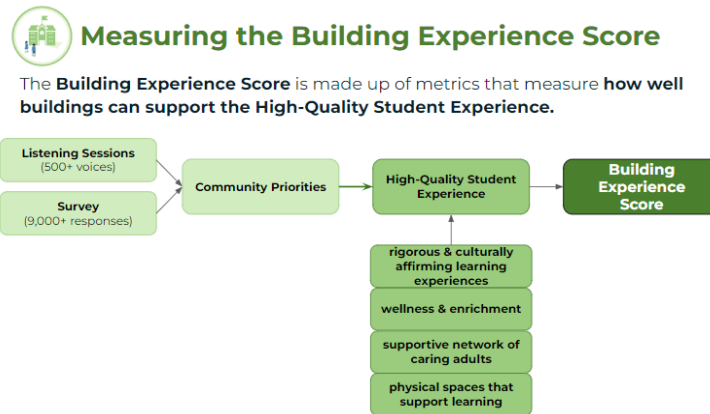 Measuring the Building Experience Score
The Building Experience Score is made up of metrics that measure how well
buildings can support the High-Quality Student Experience.
Listening Sessions
(500+ voices)
Survey
(9,000+ responses)
Community Priorities
High-Quality Student
Experience
Building
Experience
Score
rigorous & culturally
affirming learning
experiences
wellness & enrichment
supportive network of
caring adults
physical spaces that
support learning